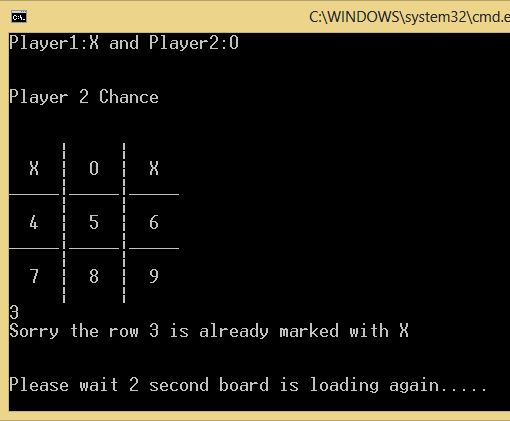 C:\WINDOWS\system32\cmd.e
Player1:X and Player2:O
Player 2 Chance
X O X
4 5 6
7 8 9
3
Sorry the row 3 is already marked with X
Please wait 2 second board is loading again.....